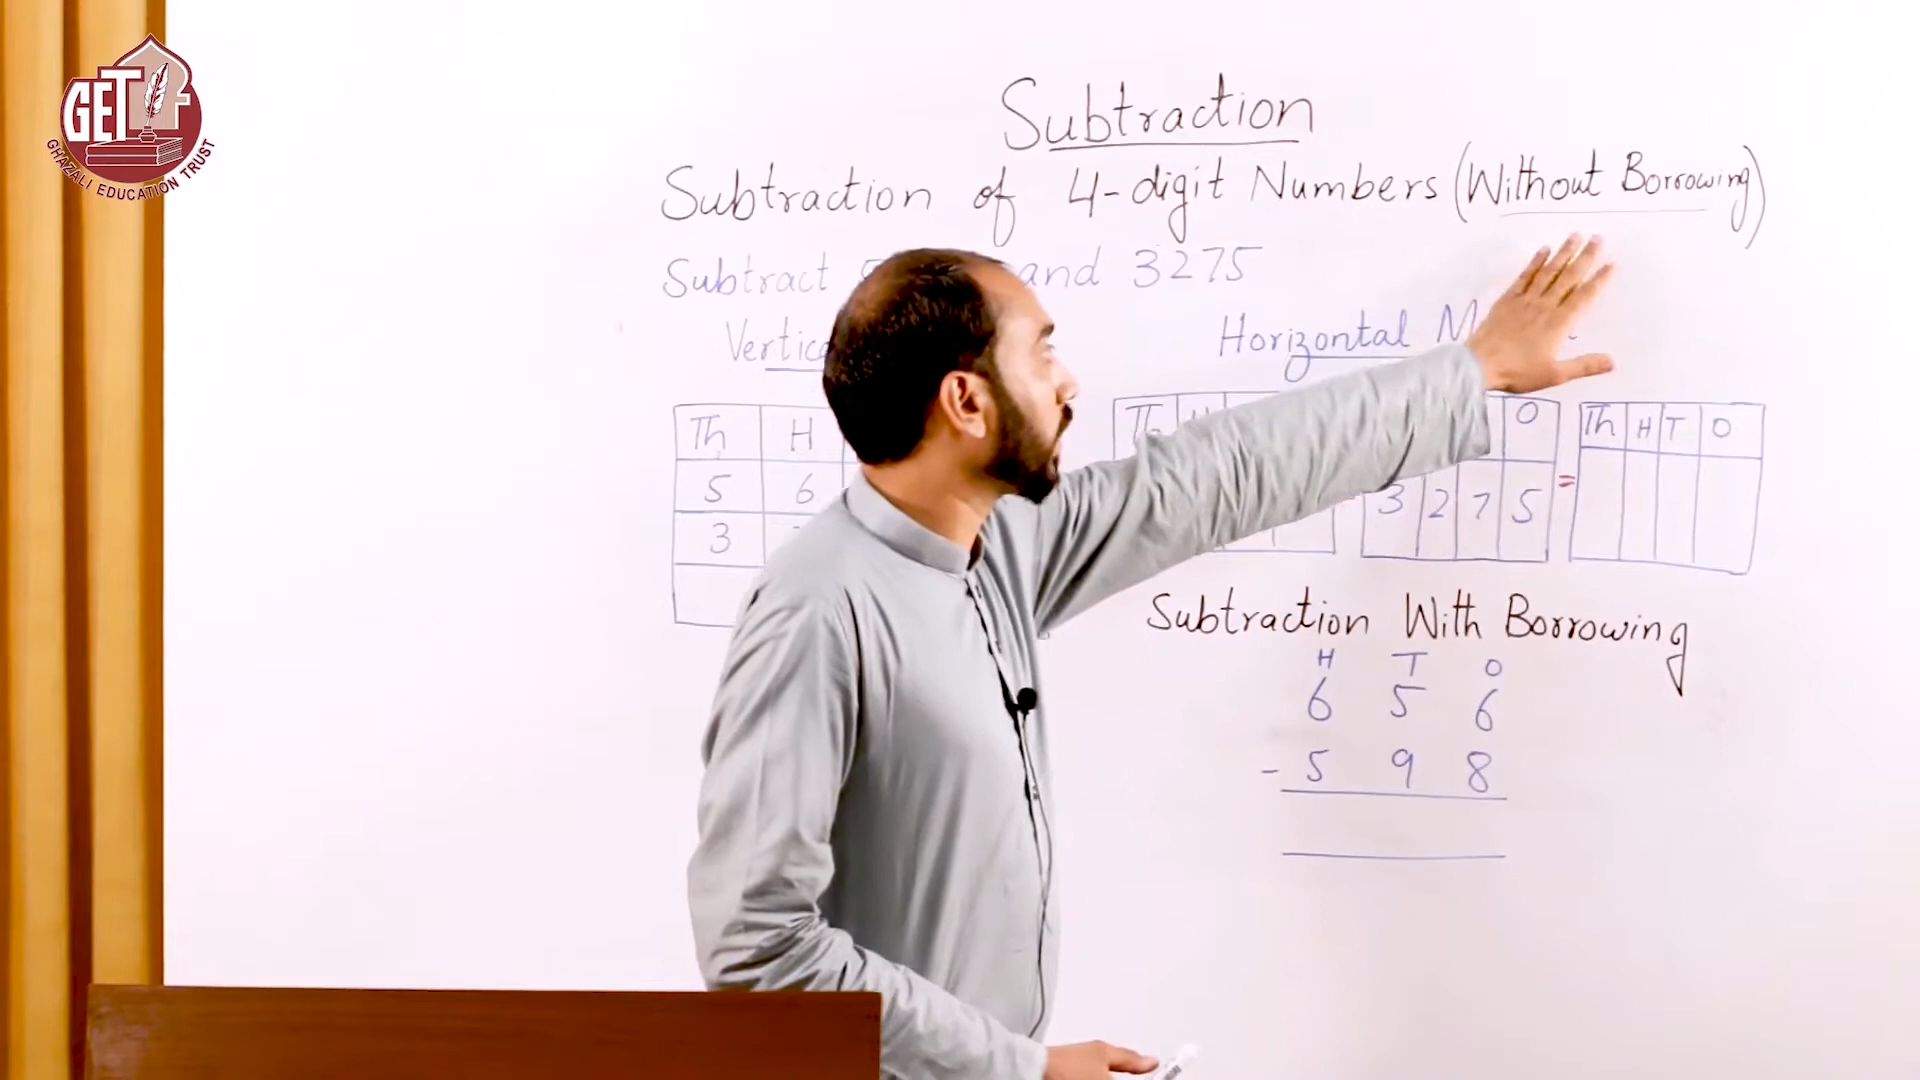 GETF
GHAZALI EDUCATION TRUST
Subtraction
Subtraction of 4-digit Numbers (Without Borrowing)
Subtract and 3275
Horizontal
Th H
5 6
3
Th
O
3 2 7 5
=
Th H T O
Subtraction With Borrowing
H T O
6 5 6
- 5 9 8